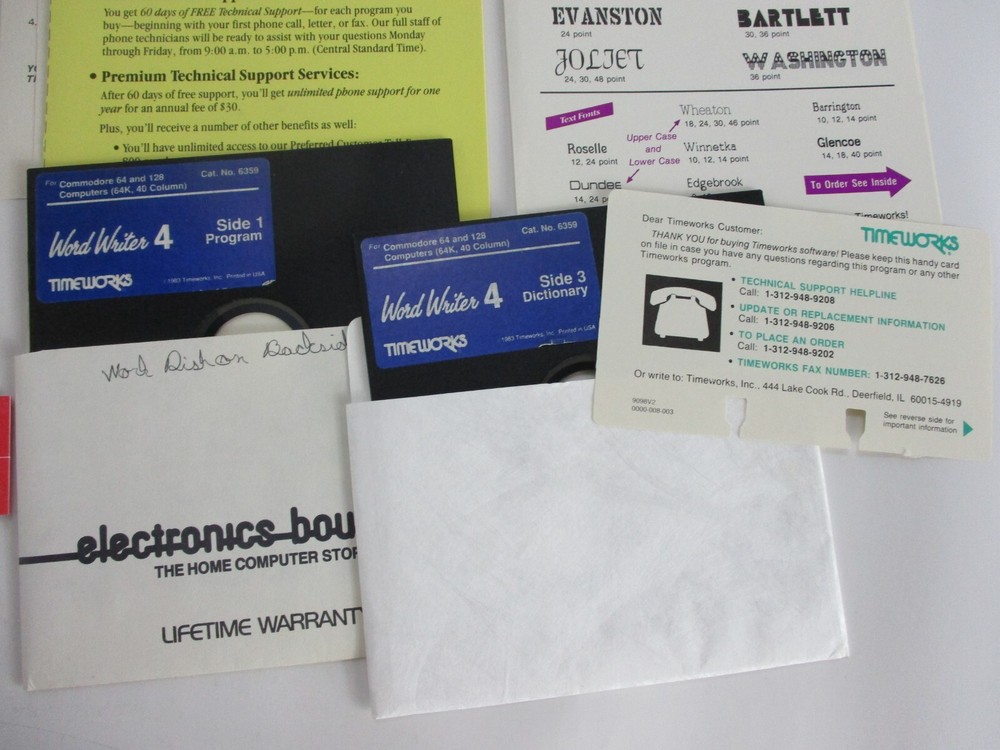 You get 60 days of FREE Technical Support—for each program you
buy—beginning with your first phone call, letter, or fax. Our full staff of
phone technicians will be ready to assist with your questions Monday
through Friday, from 9:00 a.m. to 5:00 p.m. (Central Standard Time).
• Premium Technical Support Services:
After 60 days of free support, you'll get unlimited phone support for one
year for an annual fee of $30.
Plus, you'll receive a number of other benefits as well:
• You'll have unlimited access to our Preferred Customer
4.
EVANSTON
24 point
BARTLETT
30, 36 point
JOLIET
24, 30, 48 point
WASHINGTON
36 point
Text Fonts
Upper Case
and
Lower Case
Wheaton
18, 24, 30, 46 point
Barrington
10, 12, 14 point
Roselle
12, 24 point
Winnetka
10, 12, 14 point
Glencoe
14, 18, 40 point
Dundee
14, 24
Edgebrook
To Order See Inside
Timeworks!
For Commodore 64 and 128
Computers (64K, 40 Column)
Cat. No. 6359
Word Writer 4
Side 1
Program
TIMEWORKS
©1983 Timeworks, Inc. Printed in USA
For Commodore 64 and 128
Computers (64K, 40 Column)
Cat. No. 6359
Word Writer 4
Side 3
Dictionary
TIMEWORKS
©1983 Timeworks, Inc. Printed in USA
Dear Timeworks Customer:
TIMEWORKS
THANK YOU for buying Timeworks software! Please keep this handy card
on file in case you have any questions regarding this program or any other
Timeworks program.
• TECHNICAL SUPPORT HELPLINE
Call: 1-312-948-9208
• UPDATE OR REPLACEMENT INFORMATION
Call: 1-312-948-9206
• TO PLACE AN ORDER
Call: 1-312-948-9202
• TIMEWORKS FAX NUMBER: 1-312-948-7626
Or write to: Timeworks, Inc., 444 Lake Cook Rd., Deerfield, IL 60015-4919
9098V2
0000-008-003
See reverse side for
important information
electronics bou
THE HOME COMPUTER STOR
LIFETIME WARRANTY